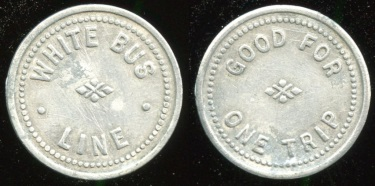 WHITE BUS
LINE
GOOD FOR
ONE TRIP